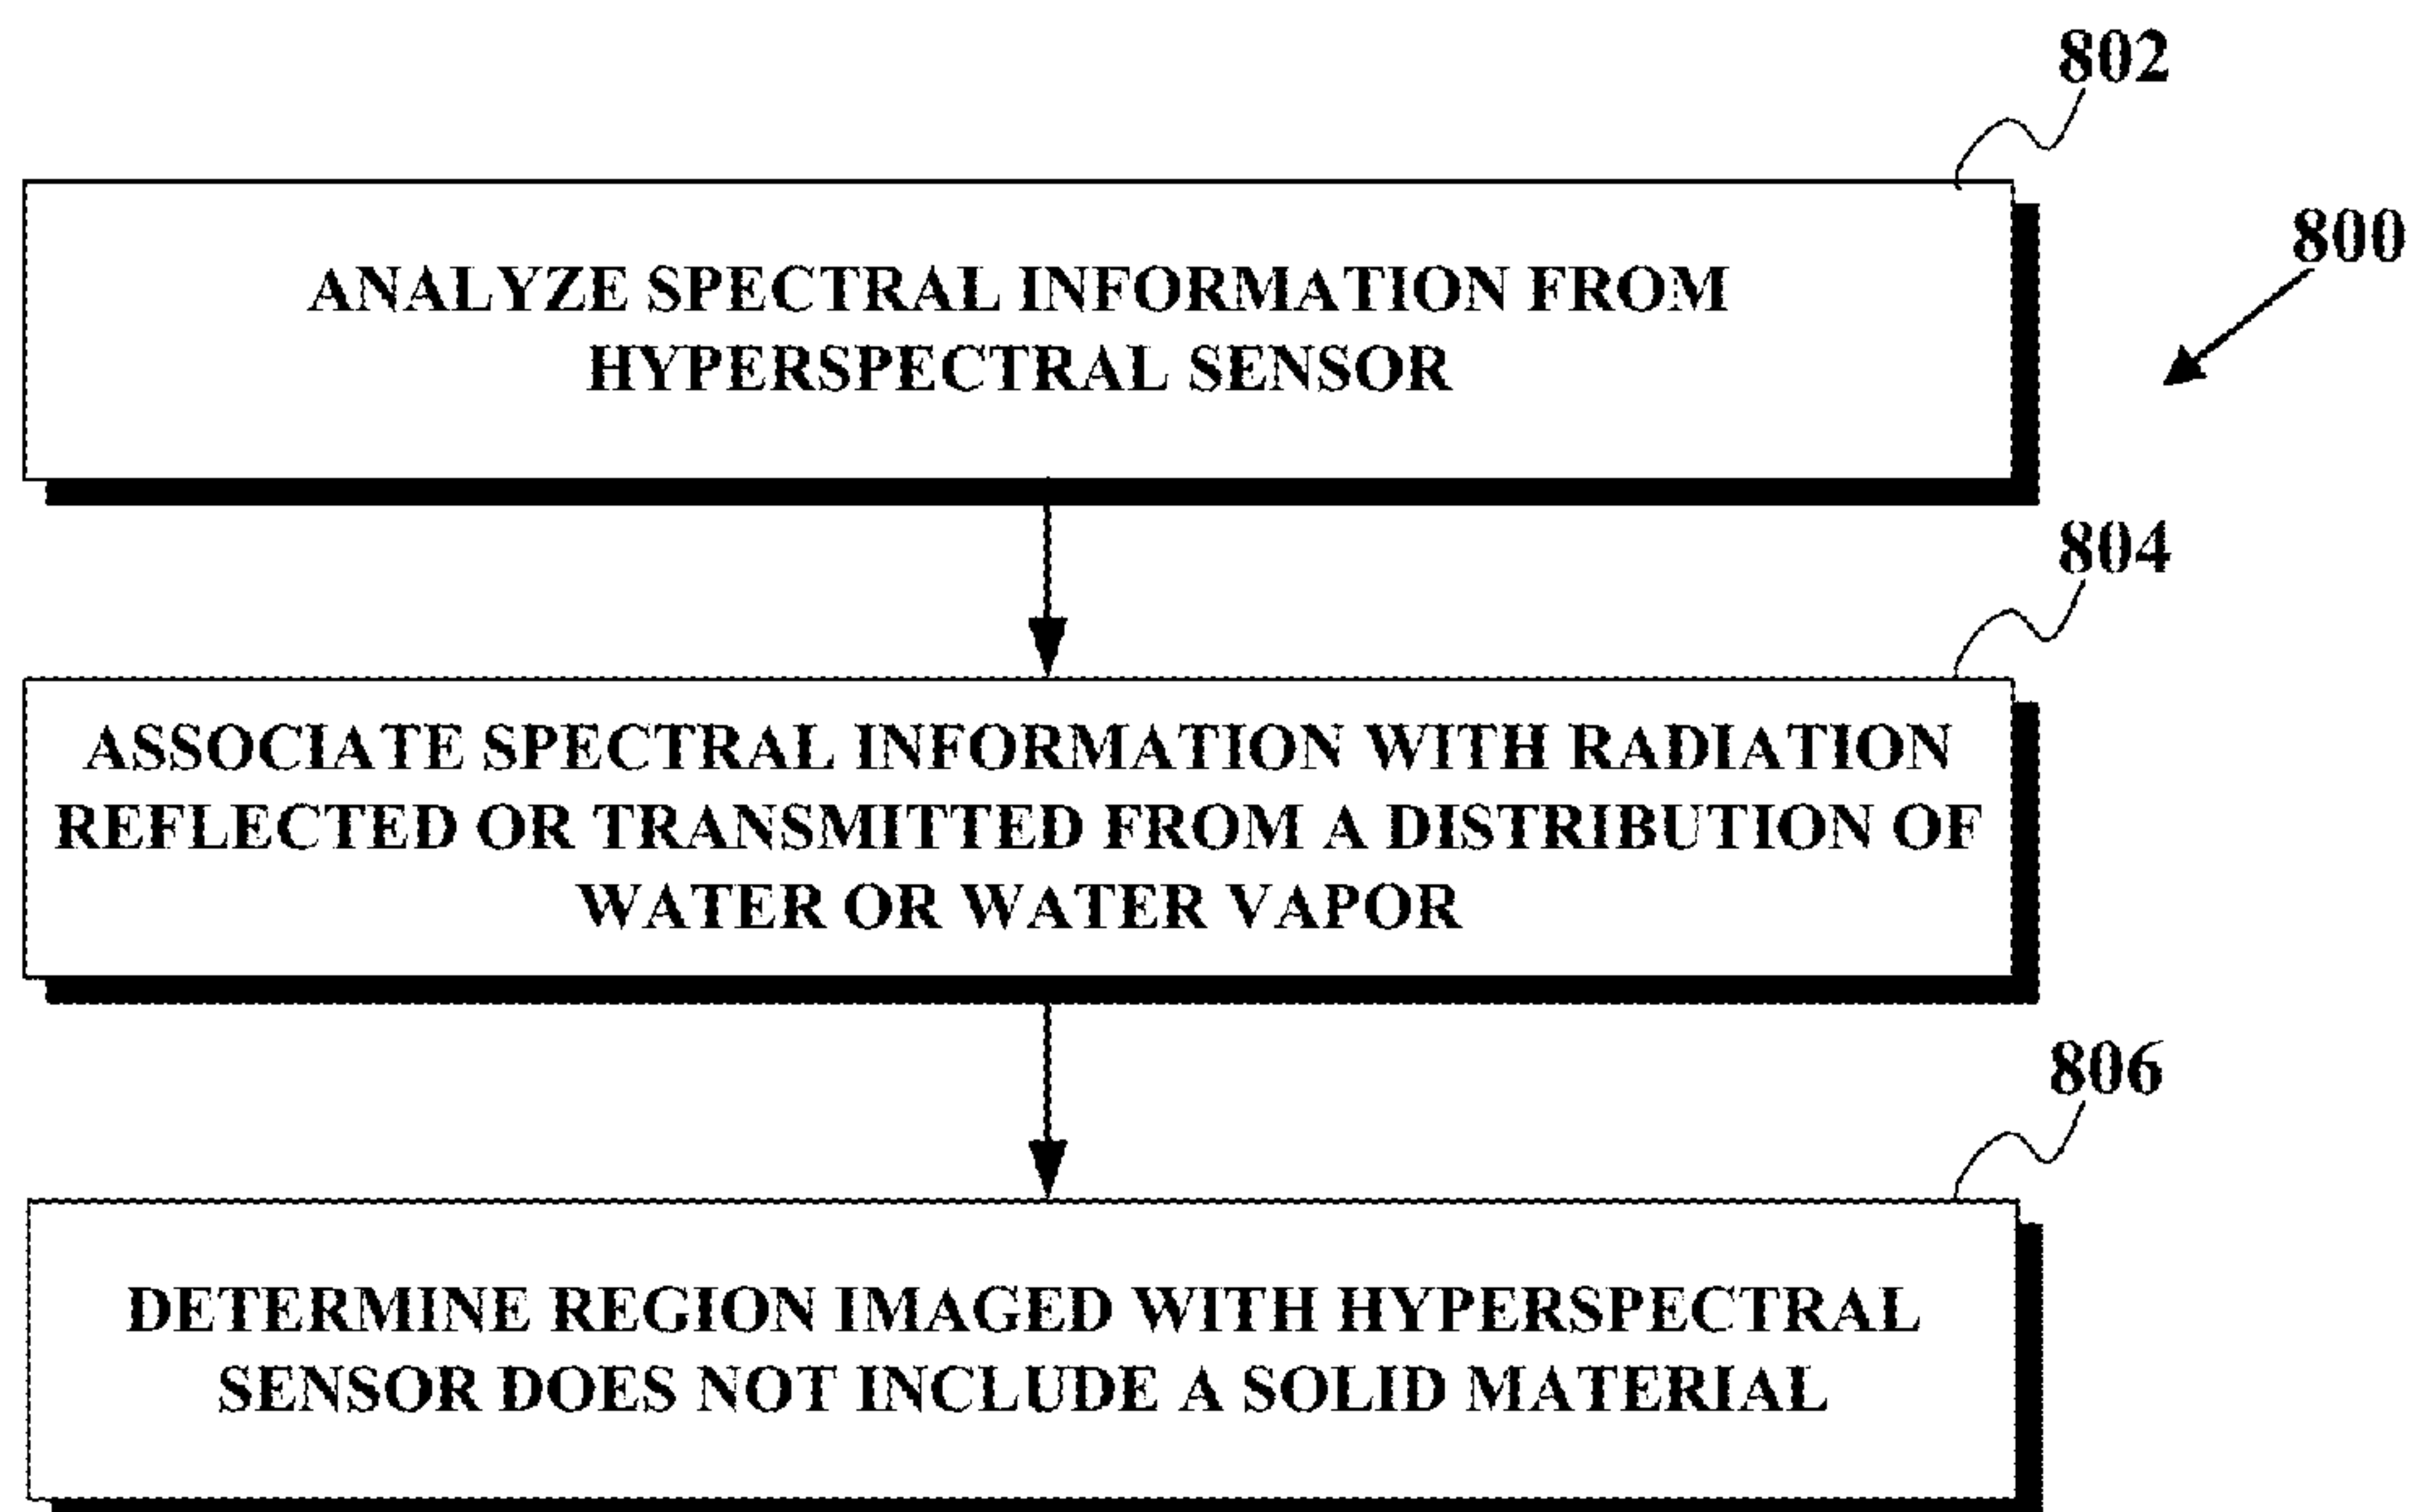 802
800
ANALYZE SPECTRAL INFORMATION FROM
HYPERSPECTRAL SENSOR
804
ASSOCIATE SPECTRAL INFORMATION WITH RADIATION
REFLECTED OR TRANSMITTED FROM A DISTRIBUTION OF
WATER OR WATER VAPOR
806
DETERMINE REGION IMAGED WITH HYPERSPECTRAL
SENSOR DOES NOT INCLUDE A SOLID MATERIAL